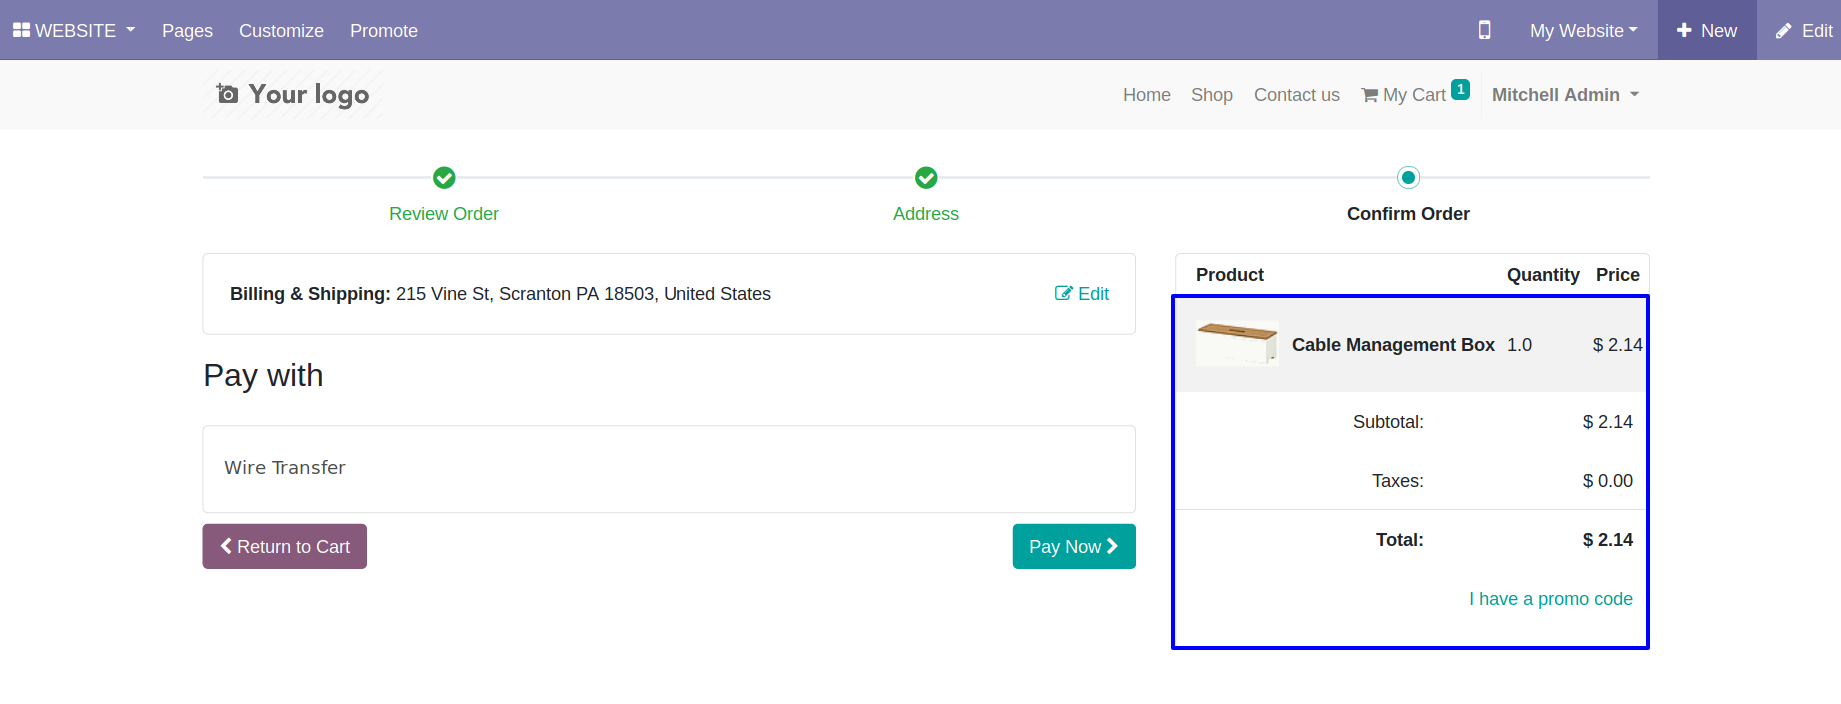 WEBSITE Pages Customize Promote My Website New Edit
Your logo Home Shop Contact us My Cart 1 Mitchell Admin
Review Order Address Confirm Order
Billing & Shipping: 215 Vine St, Scranton PA 18503, United States Edit
Product Quantity Price
Cable Management Box 1.0 $ 2.14
Pay with
Subtotal: $ 2.14
Wire Transfer
Taxes: $ 0.00
Return to Cart Pay Now
Total: $ 2.14
I have a promo code